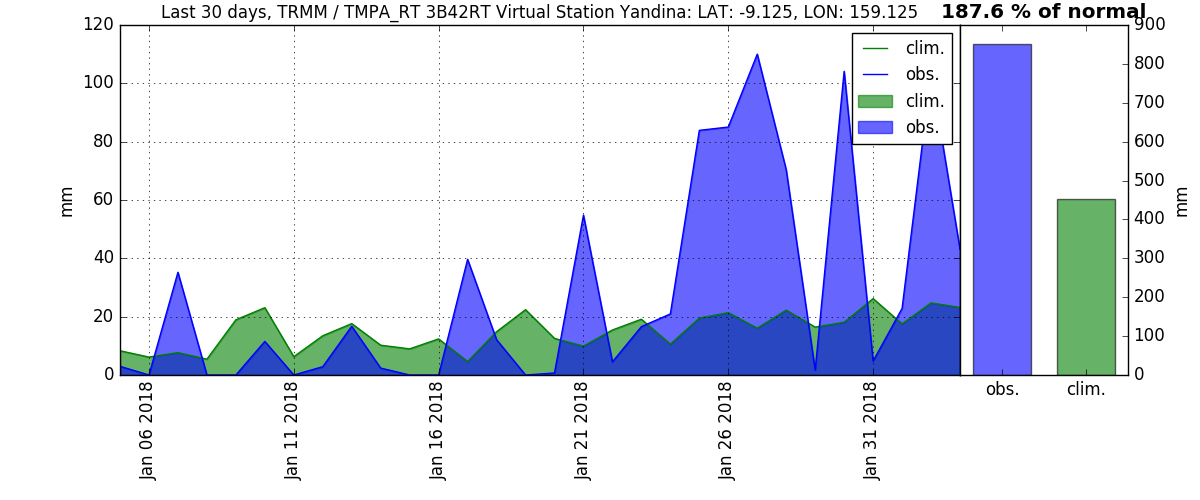 Last 30 days, TRMM / TMPA_RT 3B42RT Virtual Station Yandina: LAT: -9.125, LON: 159.125
187.6 % of normal
120
100
80
60
40
20
0
mm
clim.
obs.
clim.
obs.
900
800
700
600
500
400
300
200
100
0
mm
Jan 06 2018
Jan 11 2018
Jan 16 2018
Jan 21 2018
Jan 26 2018
Jan 31 2018
obs.
clim.